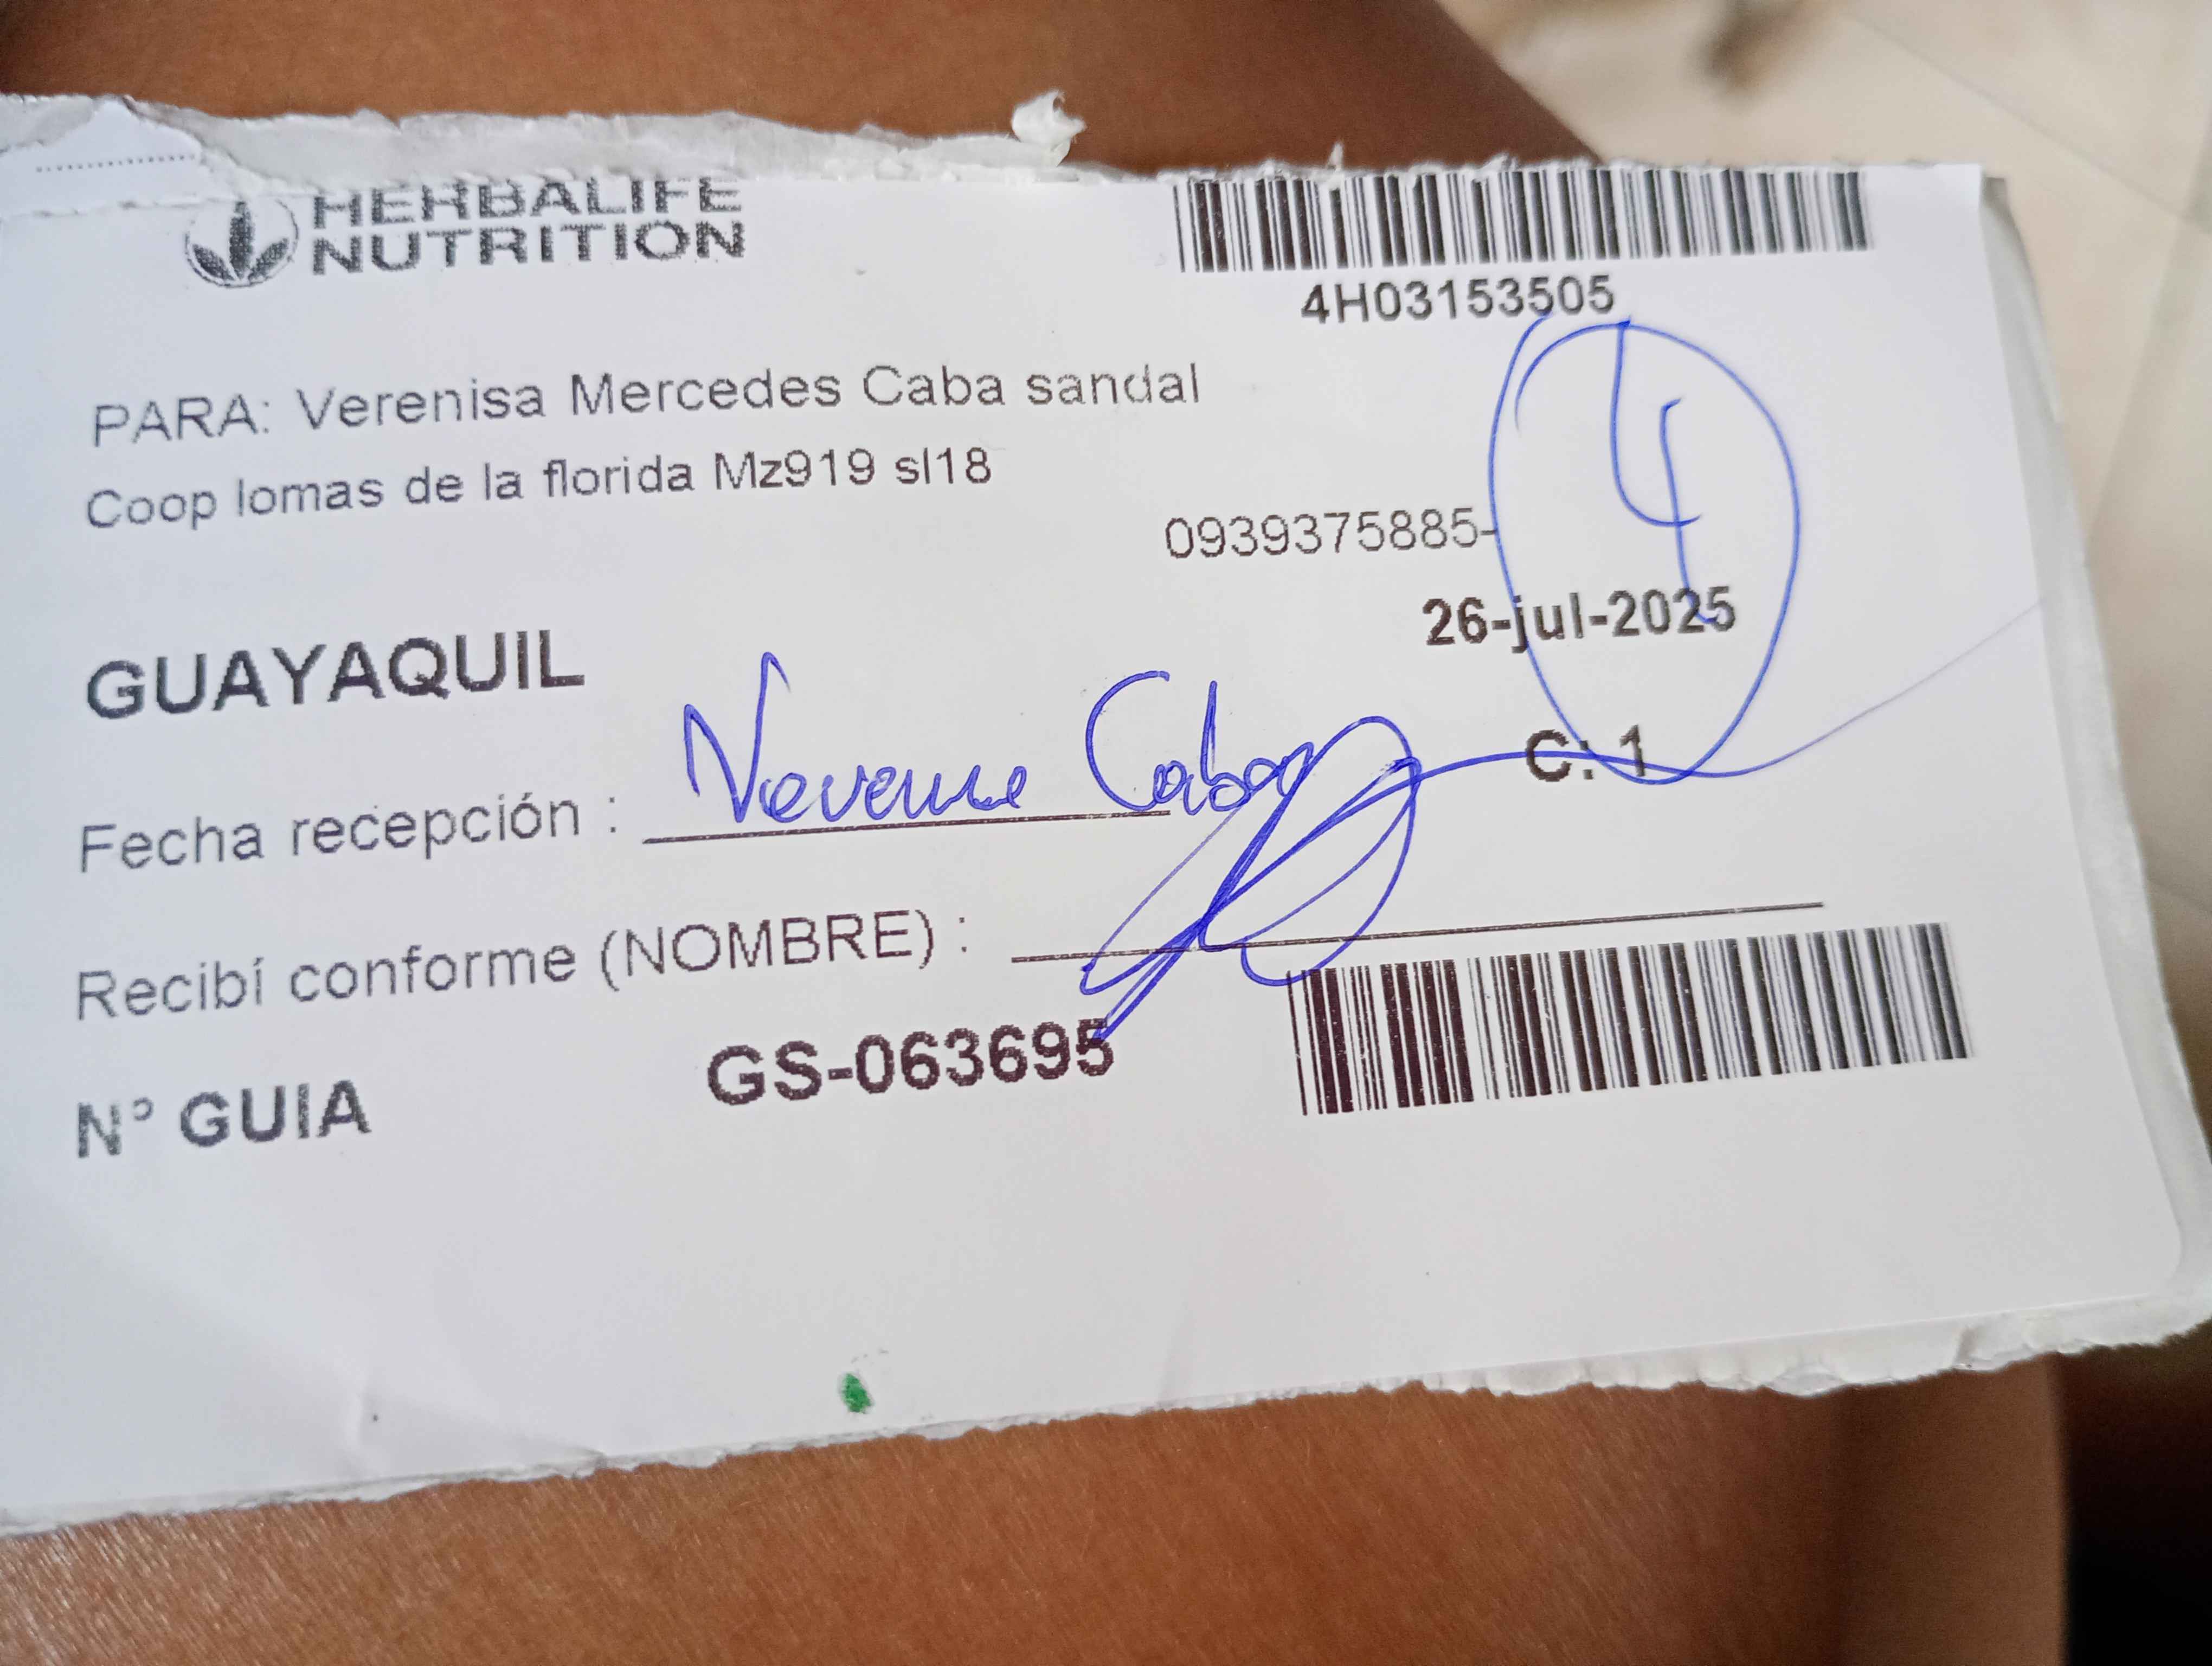 HERBALIFE
NUTRITION
4H03153505
PARA: Verenisa Mercedes Caba sandal
Coop lomas de la florida Mz919 sl18
0939375885-
4
26-jul-2025
GUAYAQUIL
C: 1
Fecha recepción : Caba
Recibí conforme (NOMBRE) :
N° GUIA GS-063695